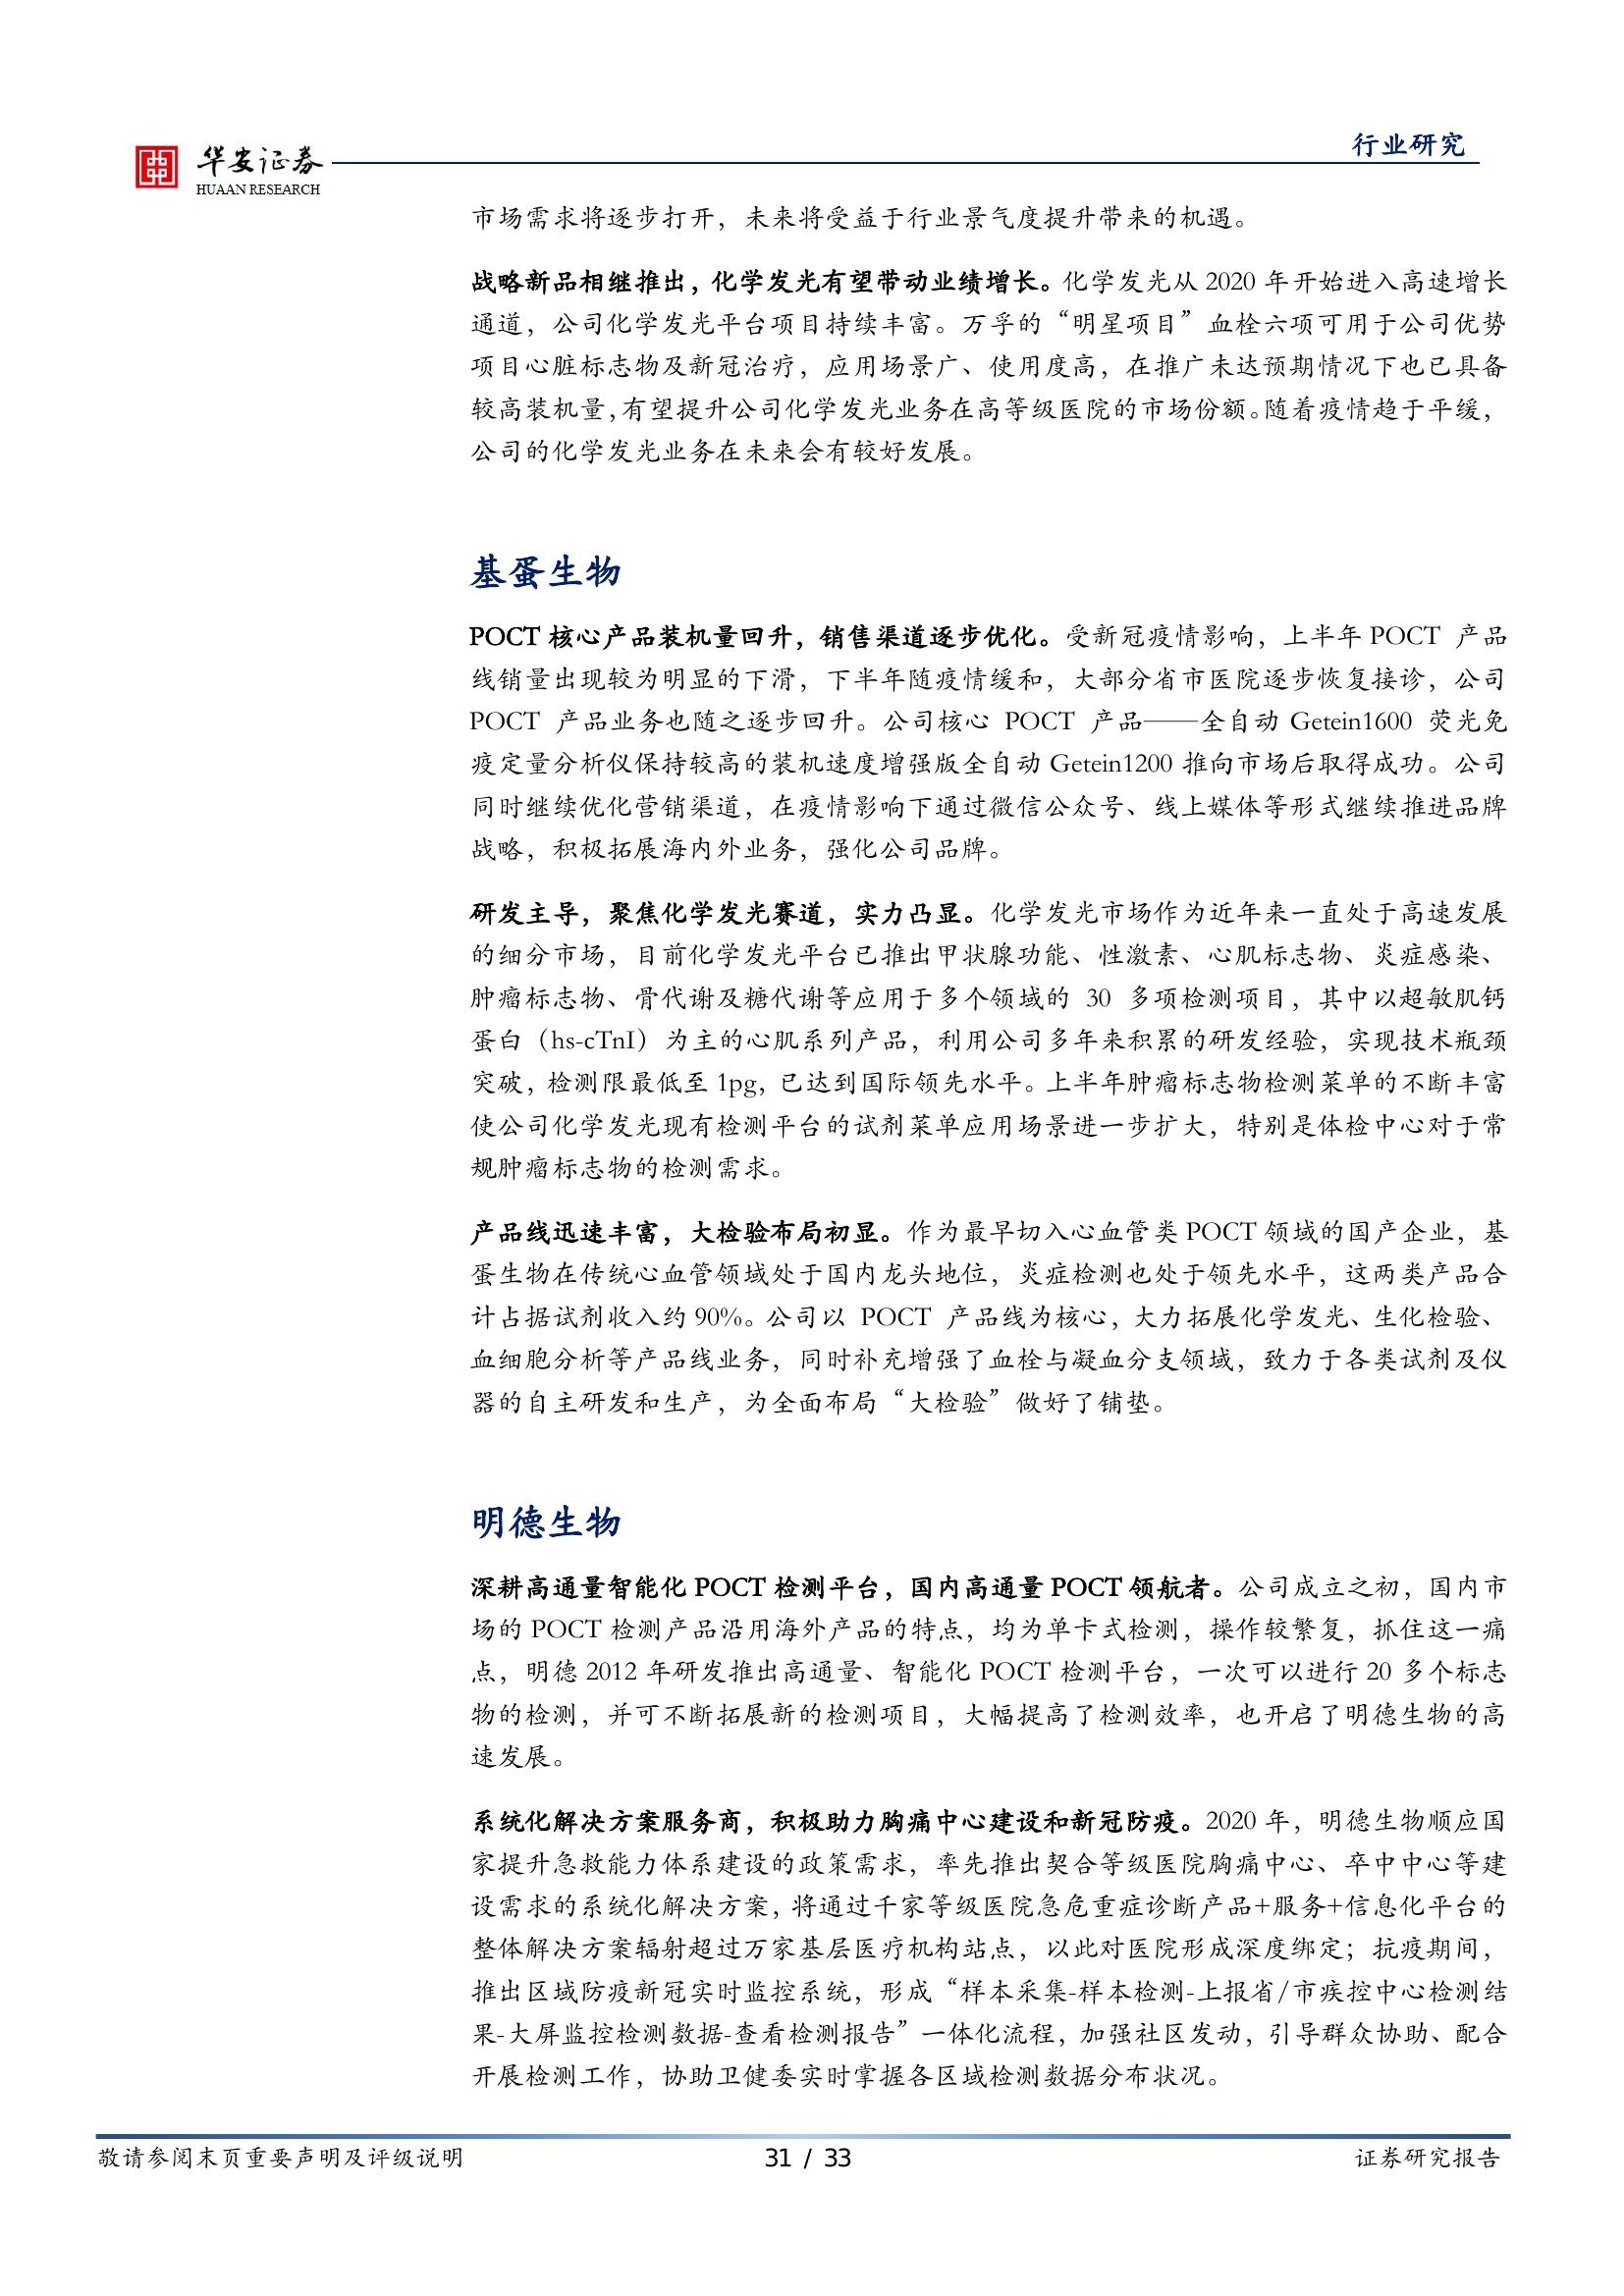 华安证券
HUAAN RESEARCH
行业研究
市场需求将逐步打开，未来将受益于行业景气度提升带来的机遇。
战略新品相继推出，化学发光有望带动业绩增长。化学发光从 2020 年开始进入高速增长
通道，公司化学发光平台项目持续丰富。万孚的“明星项目”血栓六项可用于公司优势
项目心脏标志物及新冠治疗，应用场景广、使用度高，在推广未达预期情况下也已具备
较高装机量，有望提升公司化学发光业务在高等级医院的市场份额。随着疫情趋于平缓，
公司的化学发光业务在未来会有较好发展。
基蛋生物
POCT 核心产品装机量回升，销售渠道逐步优化。受新冠疫情影响，上半年 POCT 产品
线销量出现较为明显的下滑，下半年随疫情缓和，大部分省市医院逐步恢复接诊，公司
POCT 产品业务也随之逐步回升。公司核心 POCT 产品——全自动 Getein1600 荧光免
疫定量分析仪保持较高的装机速度增强版全自动 Getein1200 推向市场后取得成功。公司
同时继续优化营销渠道，在疫情影响下通过微信公众号、线上媒体等形式继续推进品牌
战略，积极拓展海内外业务，强化公司品牌。
研发主导，聚焦化学发光赛道，实力凸显。化学发光市场作为近年来一直处于高速发展
的细分市场，目前化学发光平台已推出甲状腺功能、性激素、心肌标志物、炎症感染、
肿瘤标志物、骨代谢及糖代谢等应用于多个领域的 30 多项检测项目，其中以超敏肌钙
蛋白（hs-cTnI）为主的心肌系列产品，利用公司多年来积累的研发经验，实现技术瓶颈
突破，检测限最低至 1pg，已达到国际领先水平。上半年肿瘤标志物检测菜单的不断丰富
使公司化学发光现有检测平台的试剂菜单应用场景进一步扩大，特别是体检中心对于常
规肿瘤标志物的检测需求。
产品线迅速丰富，大检验布局初显。作为最早切入心血管类 POCT 领域的国产企业，基
蛋生物在传统心血管领域处于国内龙头地位，炎症检测也处于领先水平，这两类产品合
计占据试剂收入约 90%。公司以 POCT 产品线为核心，大力拓展化学发光、生化检验、
血细胞分析等产品线业务，同时补充增强了血栓与凝血分支领域，致力于各类试剂及仪
器的自主研发和生产，为全面布局“大检验”做好了铺垫。
明德生物
深耕高通量智能化 POCT 检测平台，国内高通量 POCT 领航者。公司成立之初，国内市
场的 POCT 检测产品沿用海外产品的特点，均为单卡式检测，操作较繁复，抓住这一痛
点，明德 2012 年研发推出高通量、智能化 POCT 检测平台，一次可以进行 20 多个标志
物的检测，并可不断拓展新的检测项目，大幅提高了检测效率，也开启了明德生物的高
速发展。
系统化解决方案服务商，积极助力胸痛中心建设和新冠防疫。2020 年，明德生物顺应国
家提升急救能力体系建设的政策需求，率先推出契合等级医院胸痛中心、卒中中心等建
设需求的系统化解决方案，将通过千家等级医院急危重症诊断产品+服务+信息化平台的
整体解决方案辐射超过万家基层医疗机构站点，以此对医院形成深度绑定；抗疫期间，
推出区域防疫新冠实时监控系统，形成“样本采集-样本检测-上报省/市疾控中心检测结
果-大屏监控检测数据-查看检测报告”一体化流程，加强社区发动，引导群众协助、配合
开展检测工作，协助卫健委实时掌握各区域检测数据分布状况。
敬请参阅末页重要声明及评级说明
31 / 33
证券研究报告